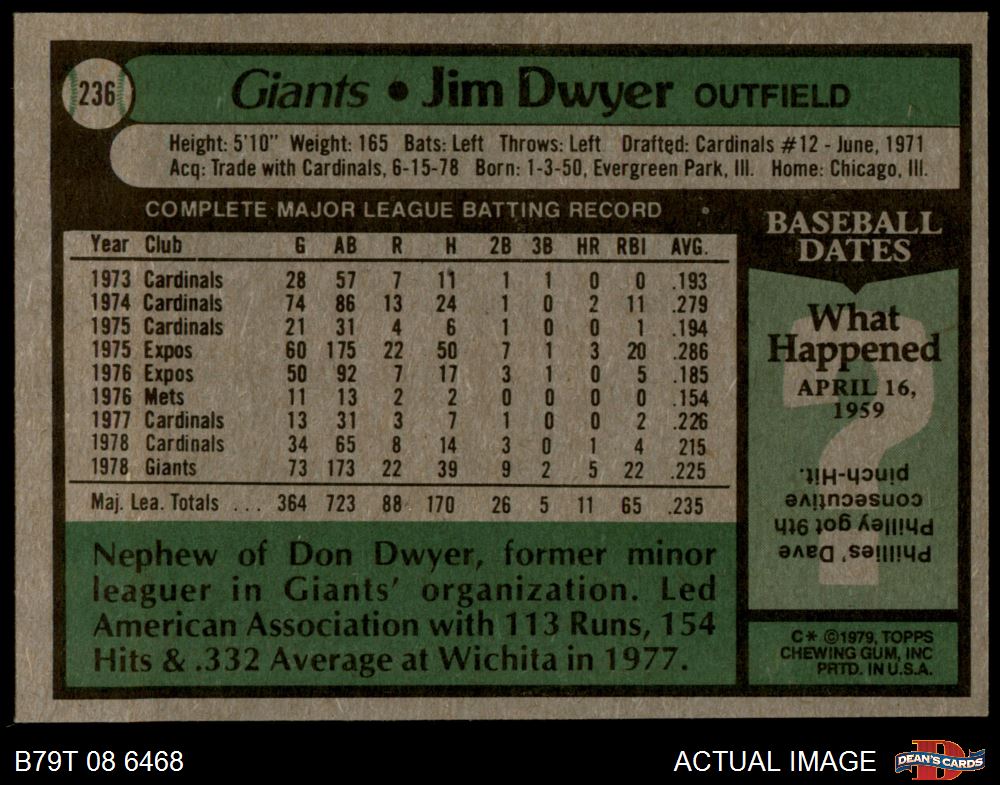 236
Giants • Jim Dwyer OUTFIELD
Height: 5'10" Weight: 165 Bats: Left Throws: Left Drafted: Cardinals #12 - June, 1971
Acq: Trade with Cardinals, 6-15-78 Born: 1-3-50, Evergreen Park, Ill. Home: Chicago, Ill.
COMPLETE MAJOR LEAGUE BATTING RECORD
Year Club G AB R H 2B 3B HR RBI AVG.
1973 Cardinals 28 57 7 11 1 1 0 0 .193
1974 Cardinals 74 86 13 24 1 0 2 11 .279
1975 Cardinals 21 31 4 6 1 0 0 1 .194
1975 Expos 60 175 22 50 7 1 3 20 .286
1976 Expos 50 92 7 17 3 1 0 5 .185
1976 Mets 11 13 2 2 0 0 0 0 .154
1977 Cardinals 13 31 3 7 1 0 0 2 .226
1978 Cardinals 34 65 8 14 3 0 1 4 215
1978 Giants 73 173 22 39 9 2 5 22 .225
Maj. Lea. Totals ... 364 723 88 170 26 5 11 65 .235
Nephew of Don Dwyer, former minor
leaguer in Giants' organization. Led
American Association with 113 Runs, 154
Hits & .332 Average at Wichita in 1977.
BASEBALL
DATES
What
Happened
APRIL 16,
1959
Phillies' Dave
Philley got 9th
consecutive
pinch-Hit.
C* ©1979, TOPPS
CHEWING GUM, INC
PRTD. IN U.S.A.
B79T 08 6468
ACTUAL IMAGE
D
DEAN'S CARDS